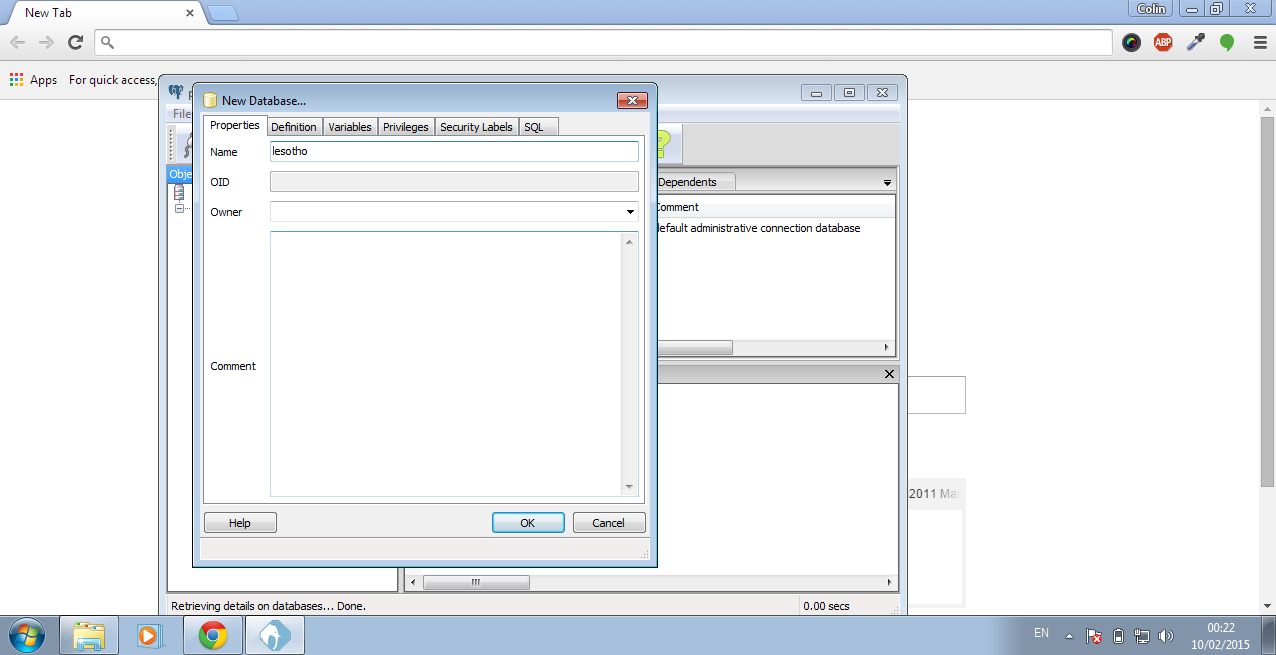 New Tab
Colin
ABP
Apps For quick access,
New Database...
File
Properties Definition Variables Privileges Security Labels SQL
Name lesotho
Obje
OID
Dependents
Owner
Comment
default administrative connection database
Comment
2011 Ma
Help OK Cancel
Retrieving details on databases... Done. 0.00 secs
EN
00:22
10/02/2015